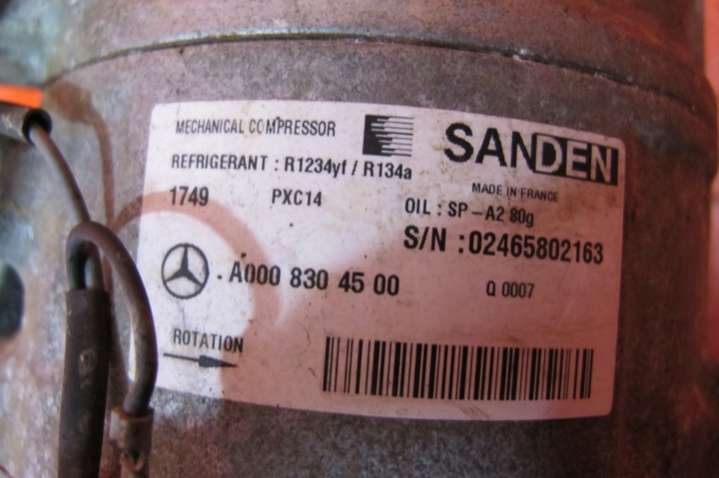 MECHANICAL COMPRESSOR
SANDEN
REFRIGERANT : R1234yf / R134a
MADE IN FRANCE
1749 PXC14
OIL : SP-A2 80g
S/N : 02465802163
A000 830 45 00
Q 0007
ROTATION